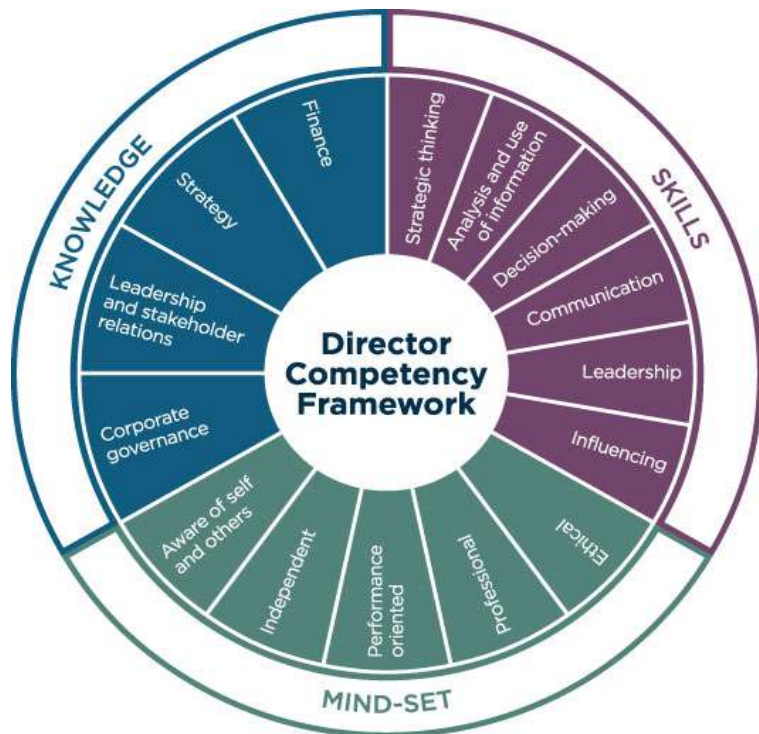 Director
Competency
Framework
KNOWLEDGE
Finance
Strategy
Leadership
and stakeholder
relations
Corporate
governance
SKILLS
Strategic thinking
Analysis and use
of information
Decision-making
Communication
Leadership
Influencing
MIND-SET
Ethical
Professional
Performance
oriented
Independent
Aware of self
and others